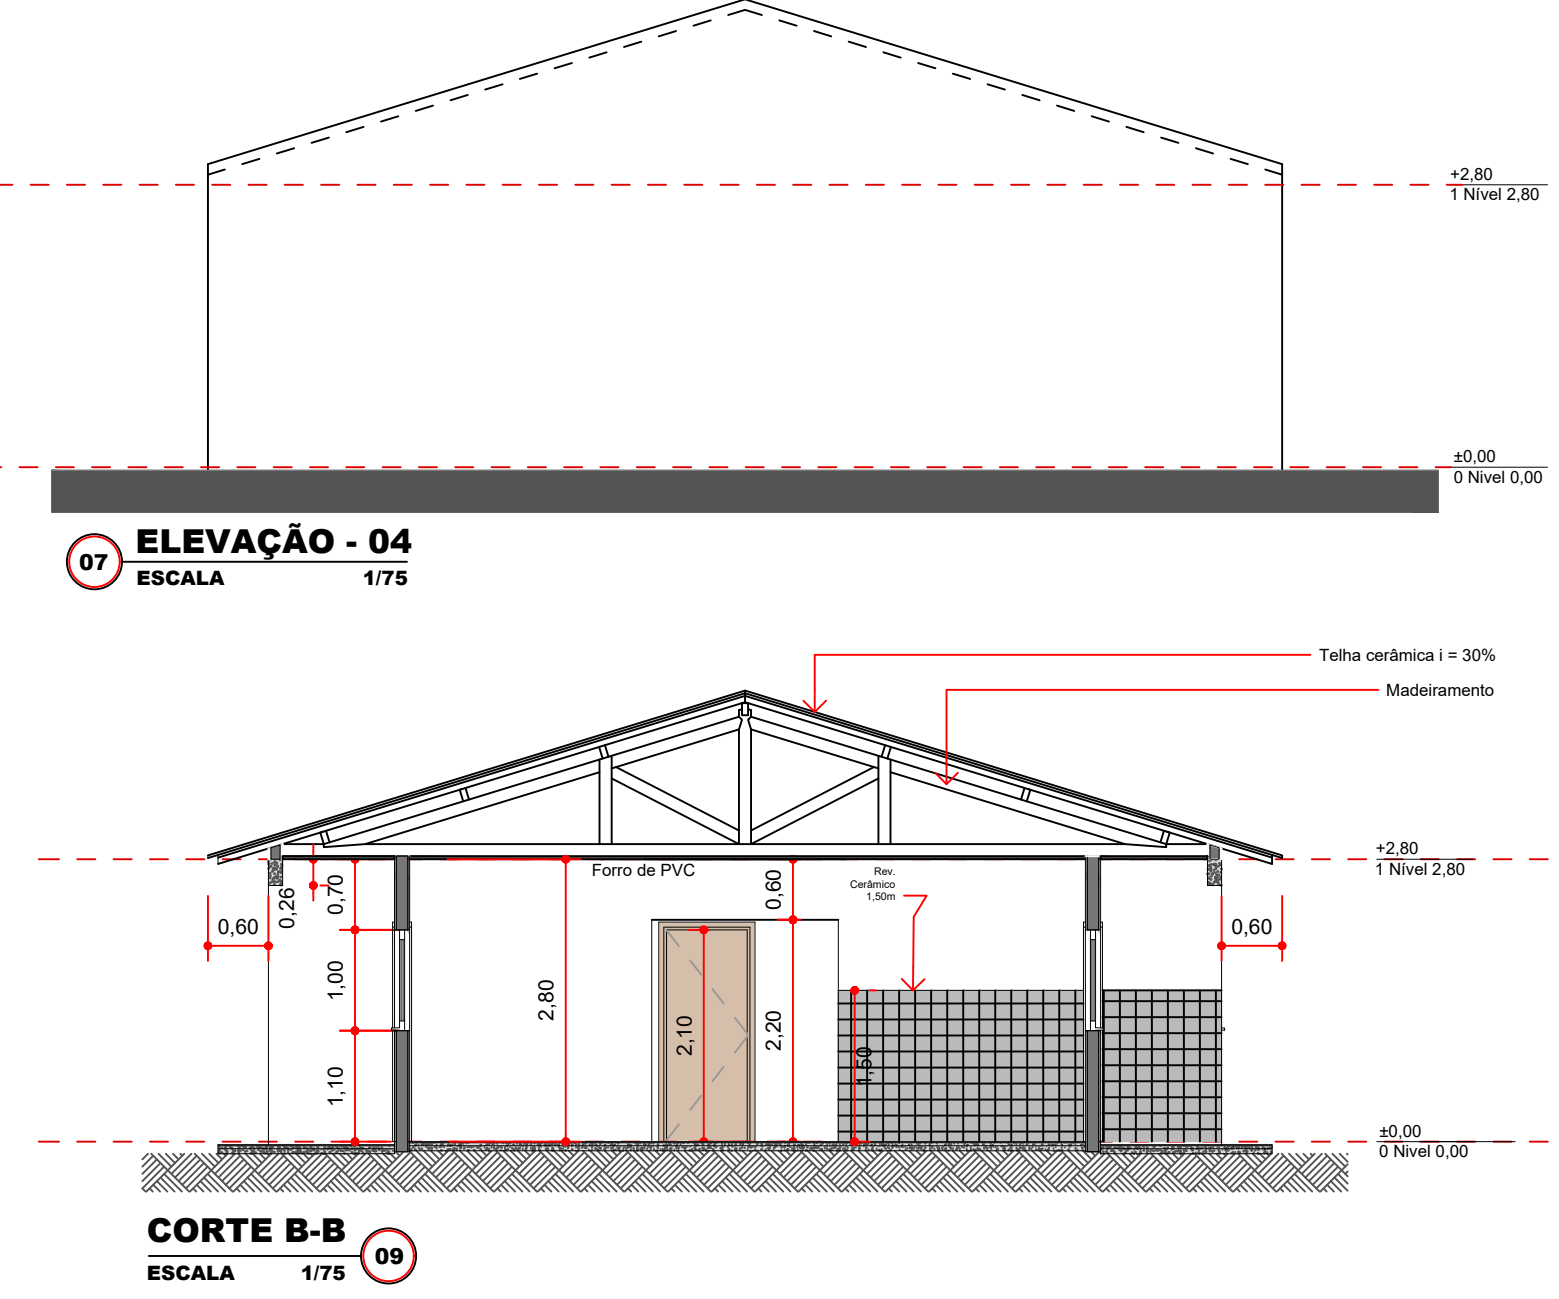 +2,80
1 Nível 2,80
±0,00
0 Nivel 0,00
07
ELEVAÇÃO - 04
ESCALA 1/75
Telha cerâmica i = 30%
Madeiramento
+2,80
1 Nível 2,80
Forro de PVC
Rev.
Cerâmico
1,50m
0,60
0,26
0,70
1,00
1,10
2,80
2,10
0,60
2,20
1,50
0,60
±0,00
0 Nivel 0,00
CORTE B-B
ESCALA 1/75
09